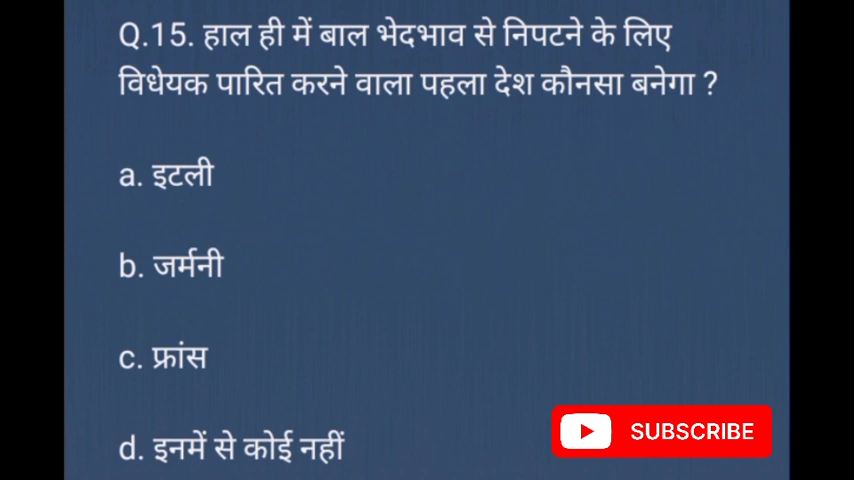 Q.15. हाल ही में बाल भेदभाव से निपटने के लिए
विधेयक पारित करने वाला पहला देश कौनसा बनेगा ?
a. इटली
b. जर्मनी
c. फ्रांस
d. इनमें से कोई नहीं
SUBSCRIBE